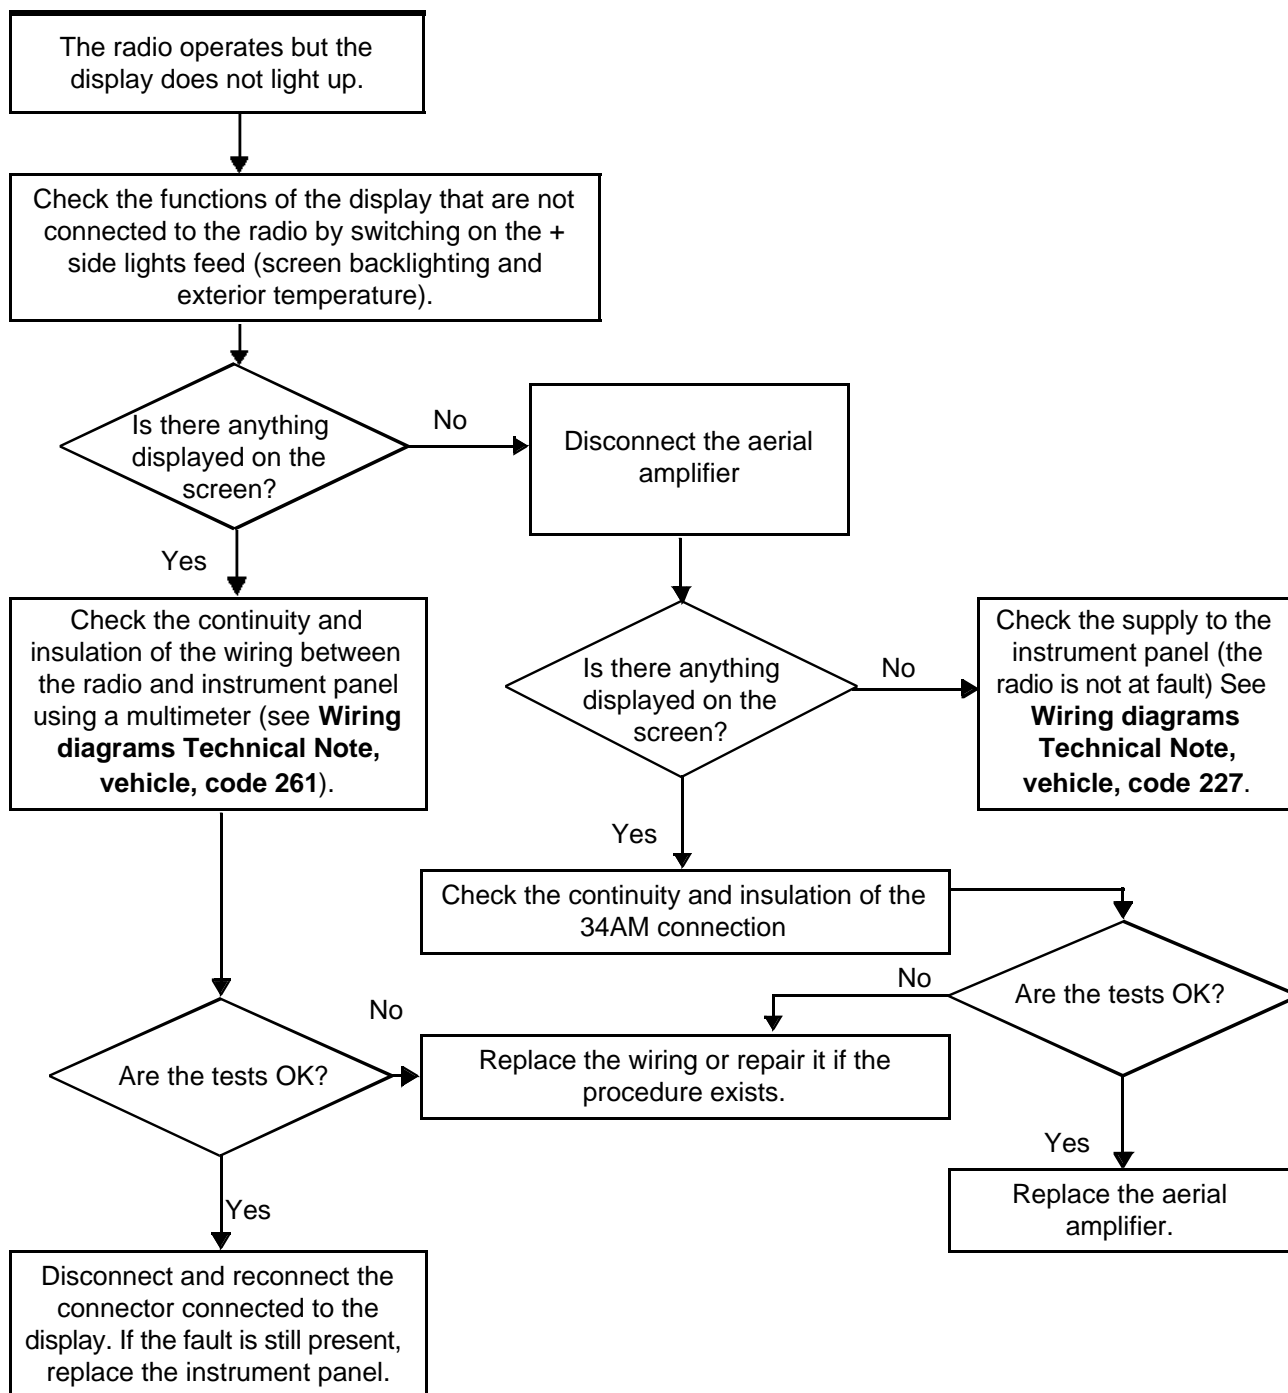 The radio operates but the
display does not light up.
Check the functions of the display that are not
connected to the radio by switching on the +
side lights feed (screen backlighting and
exterior temperature).
Is there anything
displayed on the
screen?
No
Disconnect the aerial
amplifier
Yes
Check the continuity and
insulation of the wiring between
the radio and instrument panel
using a multimeter (see Wiring
diagrams Technical Note,
vehicle, code 261).
Is there anything
displayed on the
screen?
No
Check the supply to the
instrument panel (the
radio is not at fault) See
Wiring diagrams
Technical Note,
vehicle, code 227.
Yes
Check the continuity and insulation of the
34AM connection
Are the tests OK?
No
Are the tests OK?
No
Replace the wiring or repair it if the
procedure exists.
Yes
Replace the aerial
amplifier.
Yes
Disconnect and reconnect the
connector connected to the
display. If the fault is still present,
replace the instrument panel.